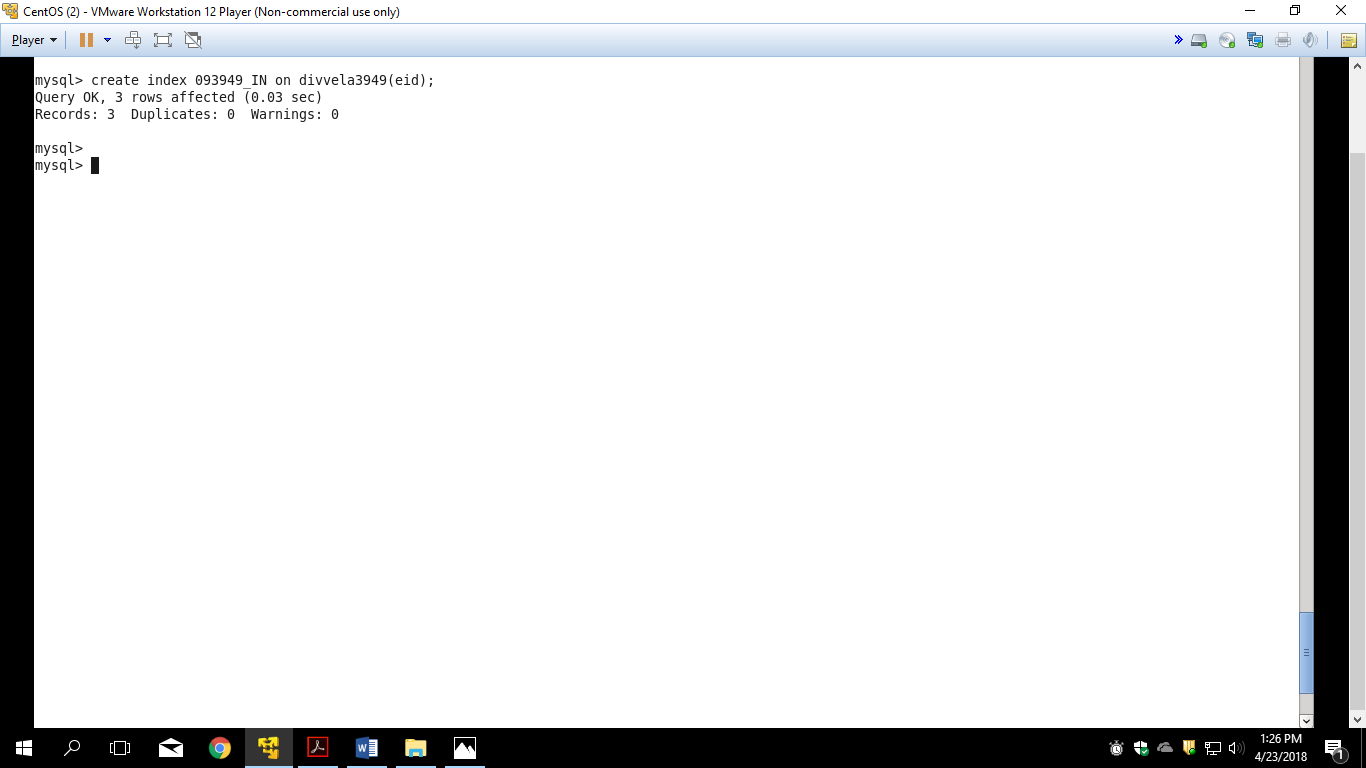 CentOS (2) - VMware Workstation 12 Player (Non-commercial use only)
Player
mysql> create index 093949_IN on divvela3949(eid);
Query OK, 3 rows affected (0.03 sec)
Records: 3  Duplicates: 0  Warnings: 0
mysql>
mysql>
1:26 PM
4/23/2018
1